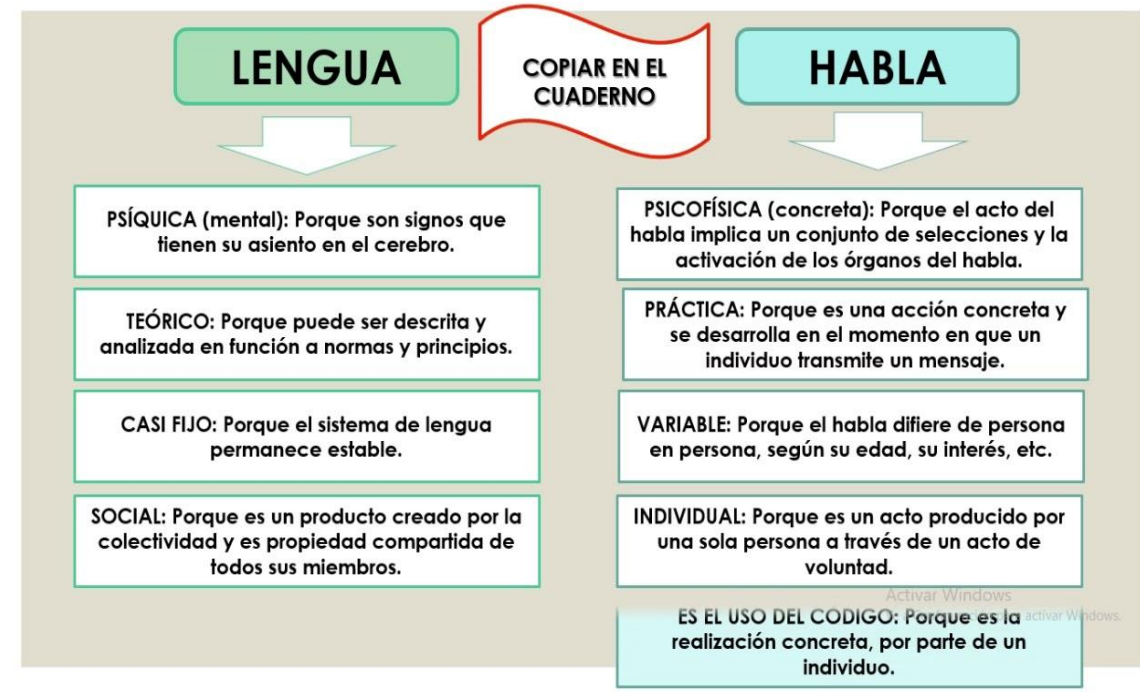 LENGUA
COPIAR EN EL
CUADERNO
HABLA
PSÍQUICA (mental): Porque son signos que
tienen su asiento en el cerebro.
TEÓRICO: Porque puede ser descrita y
analizada en función a normas y principios.
CASI FIJO: Porque el sistema de lengua
permanece estable.
SOCIAL: Porque es un producto creado por la
colectividad y es propiedad compartida de
todos sus miembros.
PSICOFÍSICA (concreta): Porque el acto del
habla implica un conjunto de selecciones y la
activación de los órganos del habla.
PRÁCTICA: Porque es una acción concreta y
se desarrolla en el momento en que un
individuo transmite un mensaje.
VARIABLE: Porque el habla difiere de persona
en persona, según su edad, su interés, etc.
INDIVIDUAL: Porque es un acto producido por
una sola persona a través de un acto de
voluntad.
Activar Windows
activar Windows.
ES EL USO DEL CÓDIGO: Porque es la
realización concreta, por parte de un
individuo.